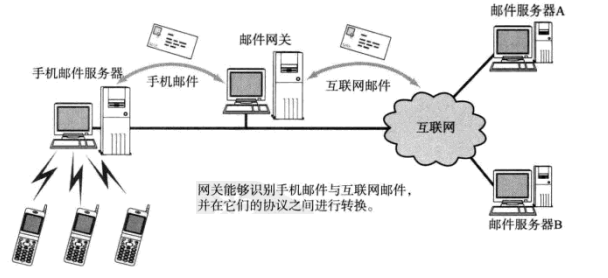 邮件服务器A
邮件网关
手机邮件服务器
手机邮件
互联网邮件
互联网
网关能够识别手机邮件与互联网邮件，
并在它们的协议之间进行转换。
邮件服务器B